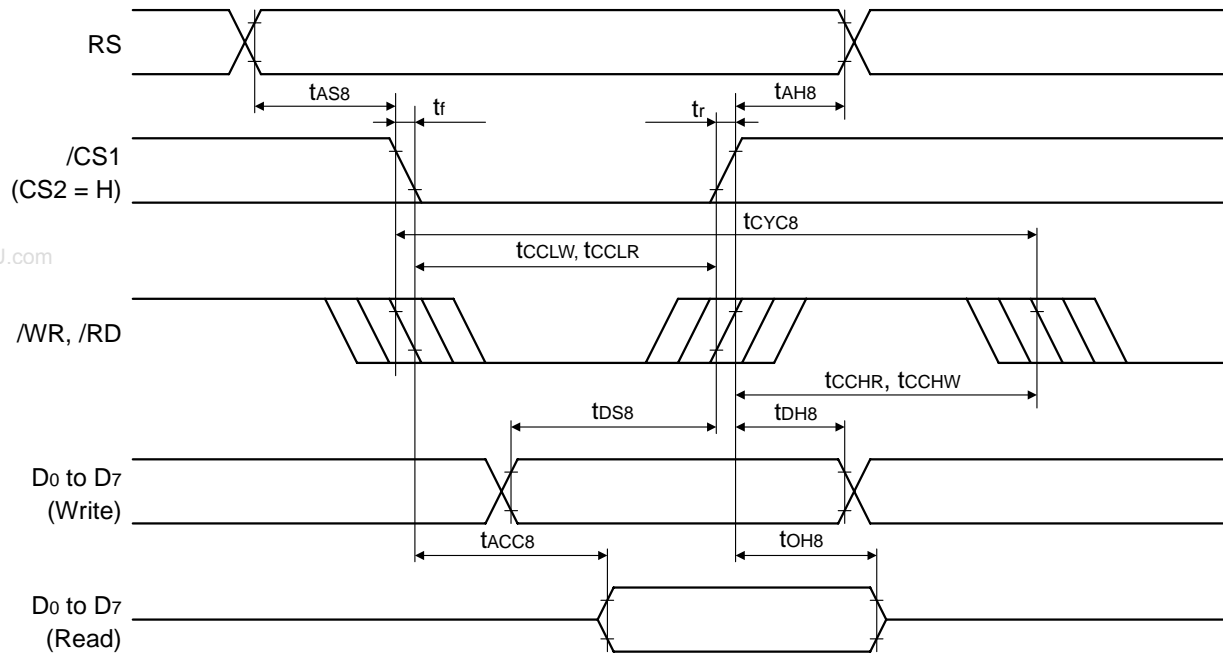 RS
tAS8
tf
tr
tAH8
/CS1
(CS2 = H)
tCYC8
U.com
tCCLW, tCCLR
/WR, /RD
tCCHR, tCCHW
tDS8
tDH8
D0 to D7
(Write)
tACC8
tOH8
D0 to D7
(Read)